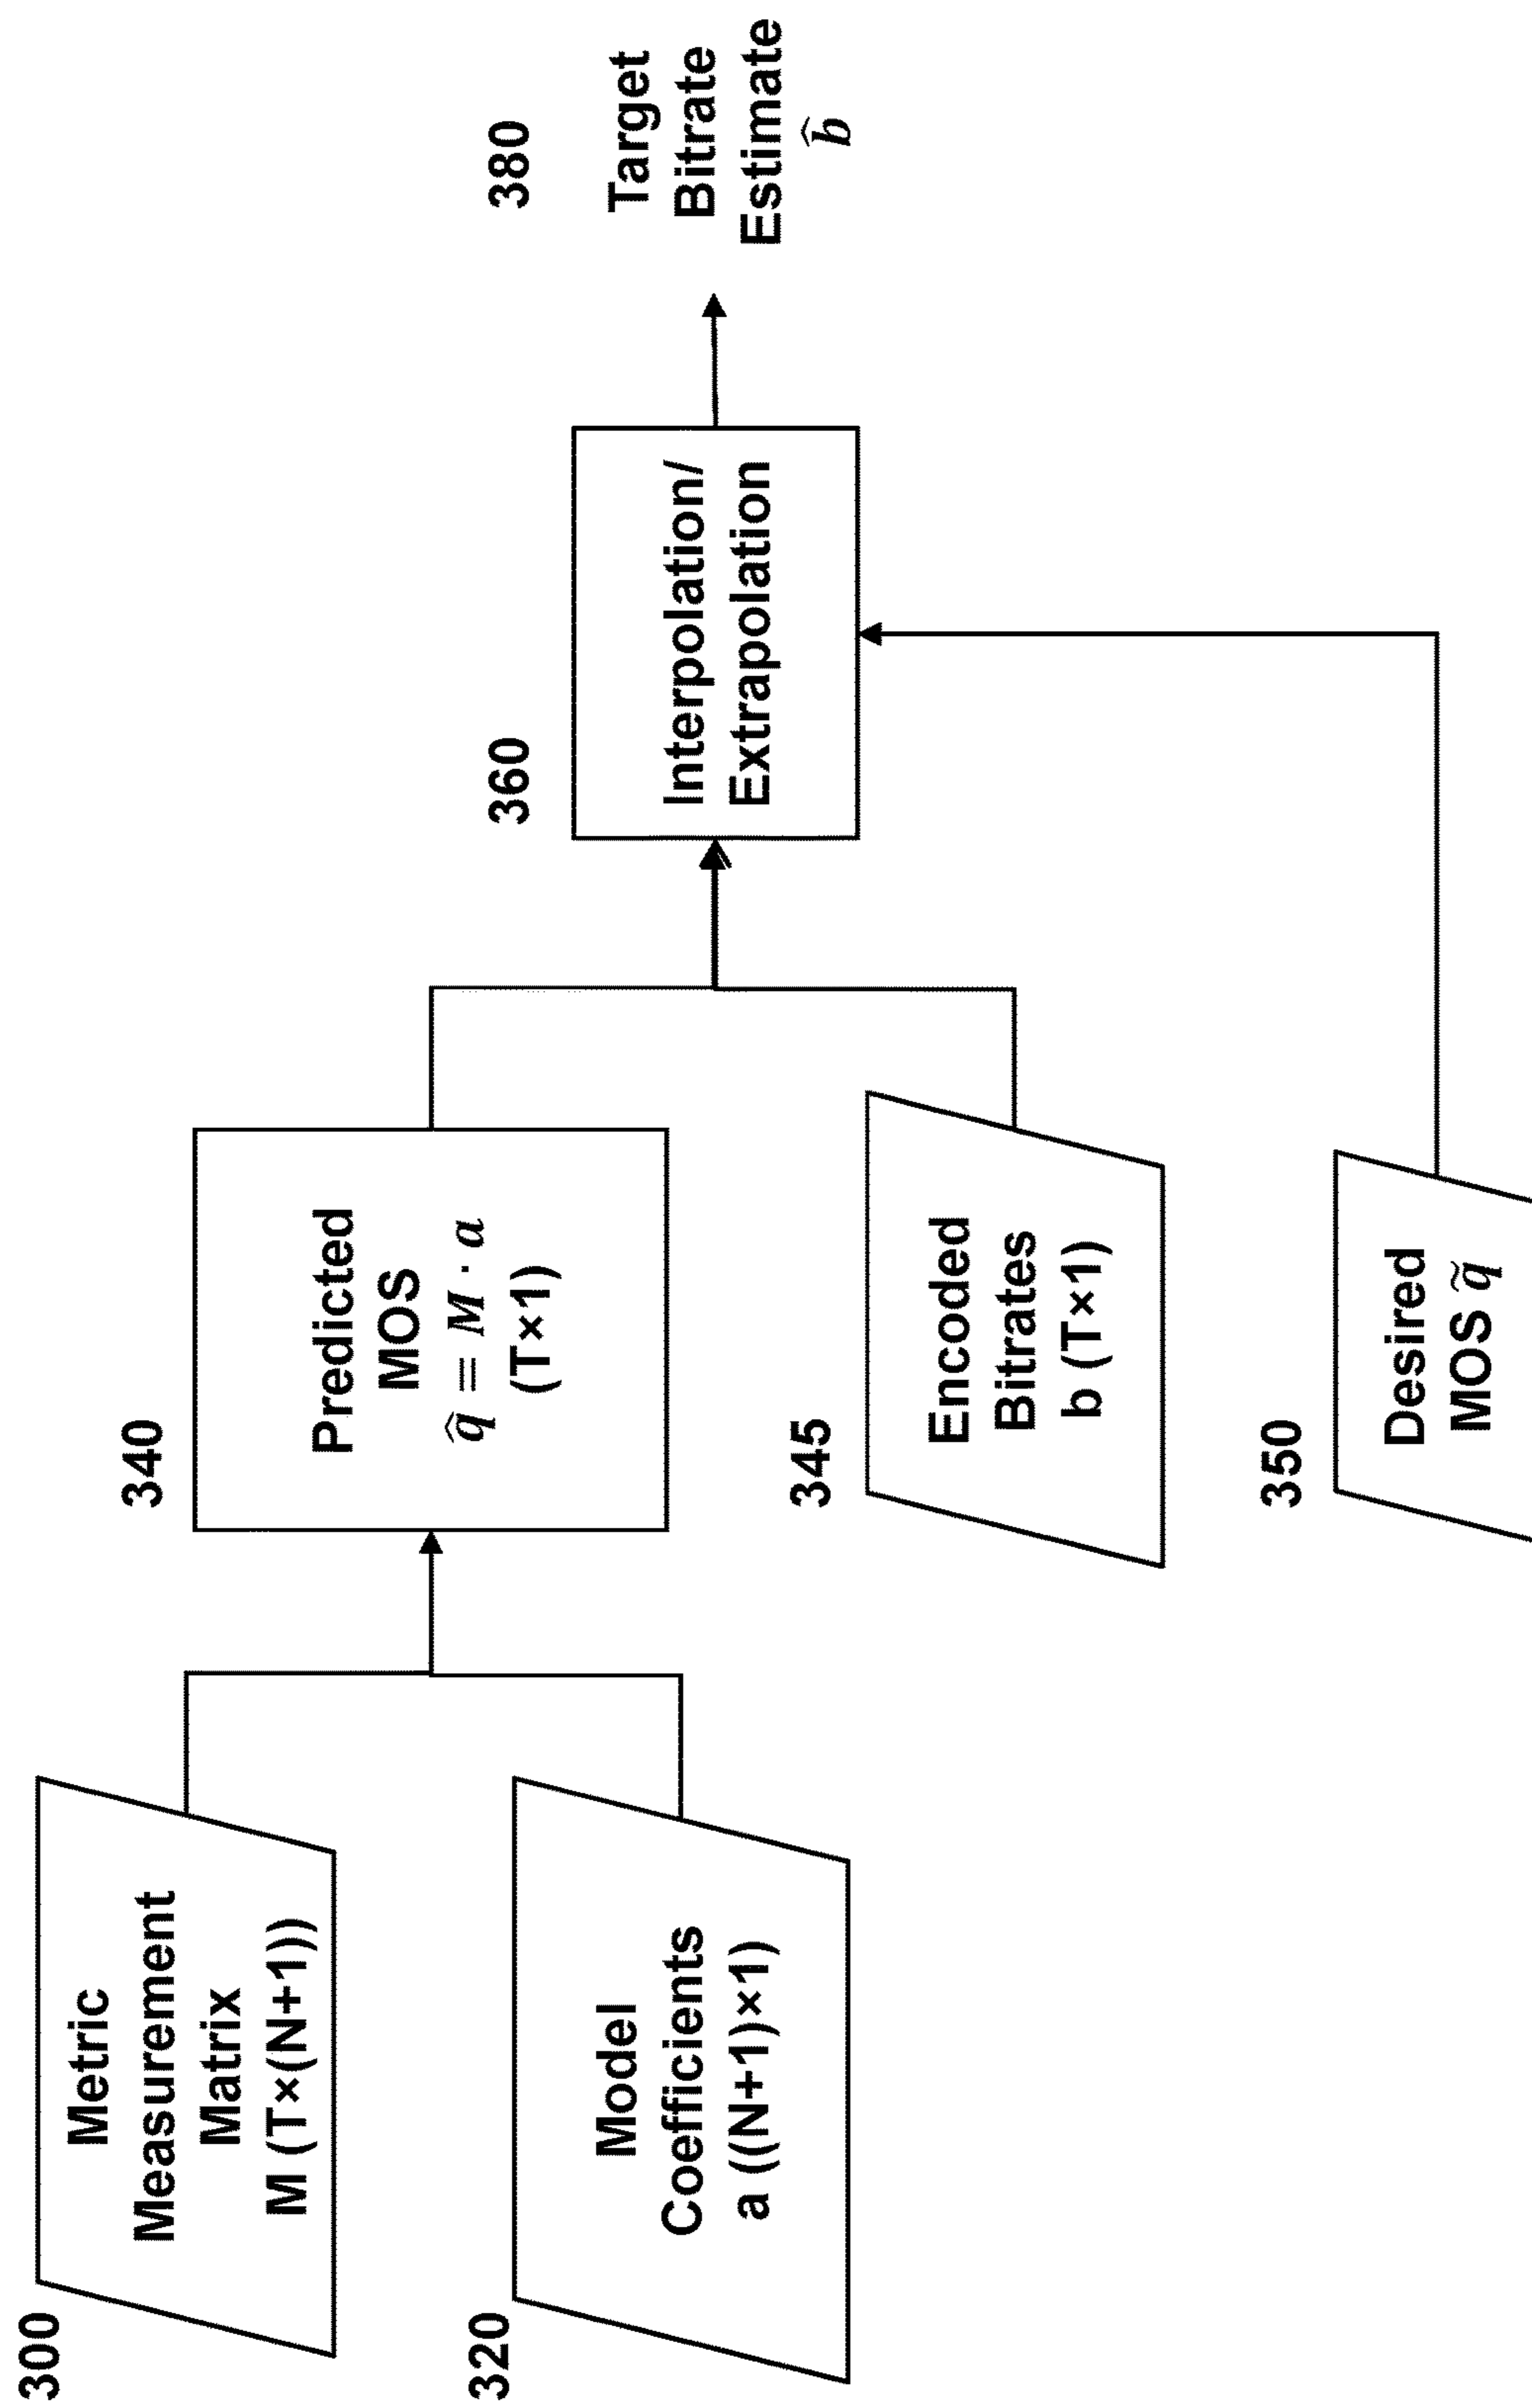 300
Metric
Measurement
Matrix
M (T×(N+1))
320
Model
Coefficients
a ((N+1)×1)
340
Predicted
MOS
q̂ = M · a
(T×1)
345
Encoded
Bitrates
b (T×1)
350
Desired
MOS q̃
360
Interpolation/
Extrapolation
380
Target
Bitrate
Estimate
b̂